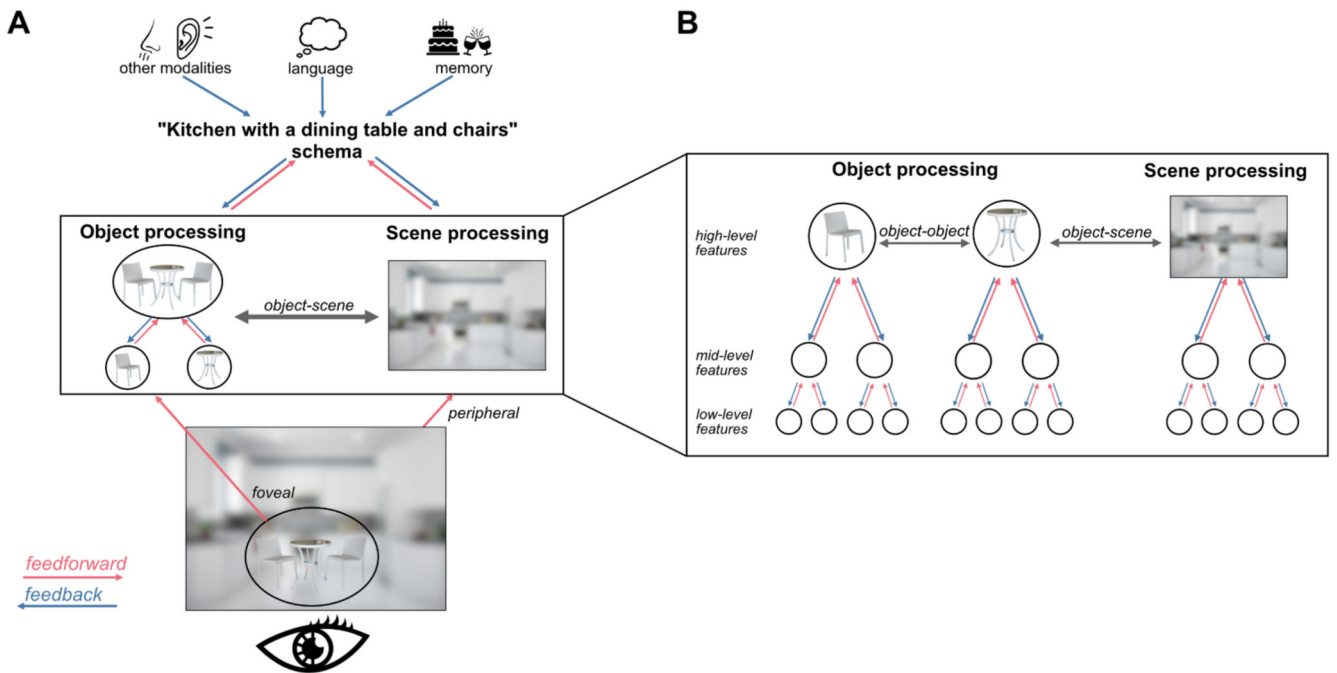 A
other modalities
language
memory
"Kitchen with a dining table and chairs"
schema
Object processing
Scene processing
object-scene
peripheral
foveal
feedforward
feedback
B
Object processing
Scene processing
high-level
features
object-object
object-scene
mid-level
features
low-level
features